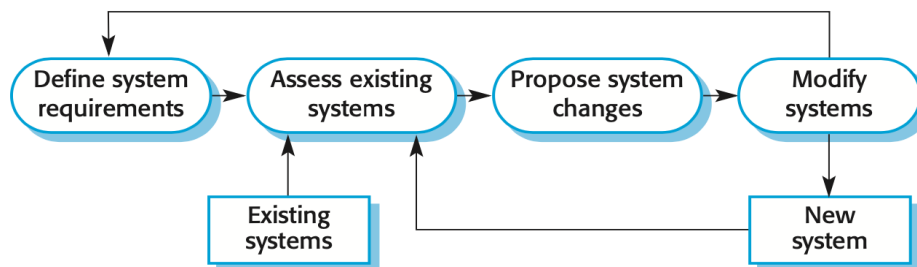 Define system
requirements
Assess existing
systems
Propose system
changes
Modify
systems
Existing
systems
New
system